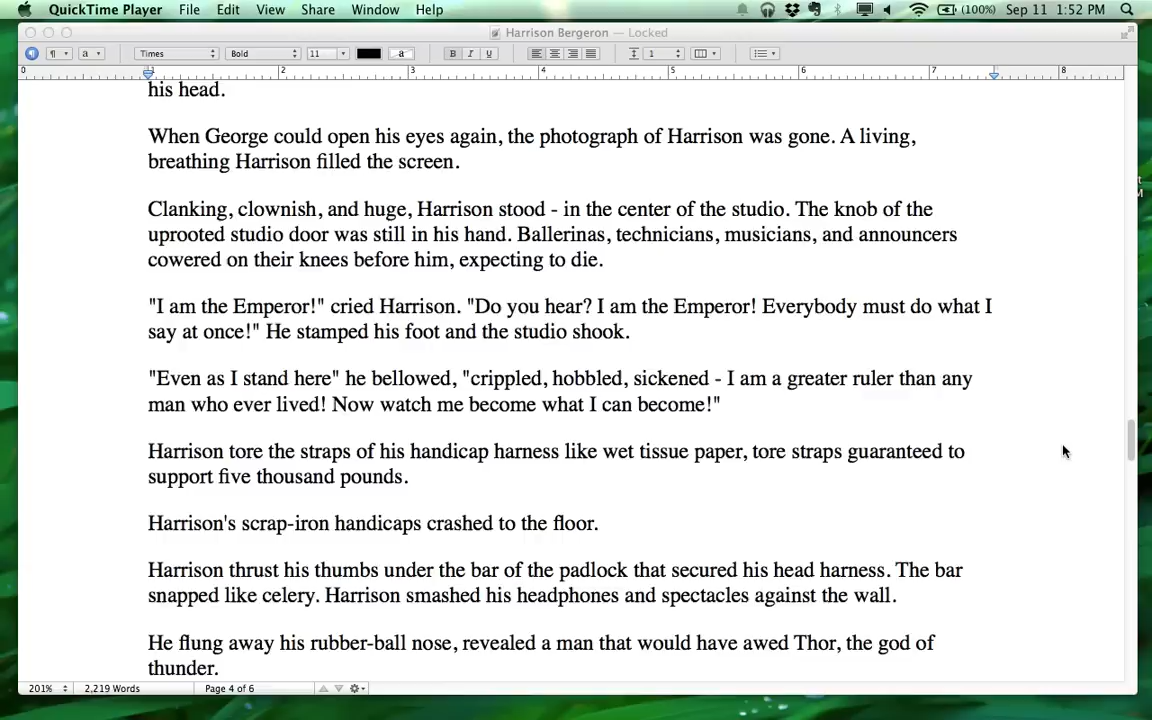 QuickTime Player File Edit View Share Window Help (100%) Sep 11 1:52 PM
Harrison Bergeron — Locked
¶ a Times Bold 11 a B I U 1
0 1 2 3 4 5 6 7 8
his head.
When George could open his eyes again, the photograph of Harrison was gone. A living,
breathing Harrison filled the screen.
Clanking, clownish, and huge, Harrison stood - in the center of the studio. The knob of the
uprooted studio door was still in his hand. Ballerinas, technicians, musicians, and announcers
cowered on their knees before him, expecting to die.
"I am the Emperor!" cried Harrison. "Do you hear? I am the Emperor! Everybody must do what I
say at once!" He stamped his foot and the studio shook.
"Even as I stand here" he bellowed, "crippled, hobbled, sickened - I am a greater ruler than any
man who ever lived! Now watch me become what I can become!"
Harrison tore the straps of his handicap harness like wet tissue paper, tore straps guaranteed to
support five thousand pounds.
Harrison's scrap-iron handicaps crashed to the floor.
Harrison thrust his thumbs under the bar of the padlock that secured his head harness. The bar
snapped like celery. Harrison smashed his headphones and spectacles against the wall.
He flung away his rubber-ball nose, revealed a man that would have awed Thor, the god of
thunder.
201% 2,219 Words Page 4 of 6